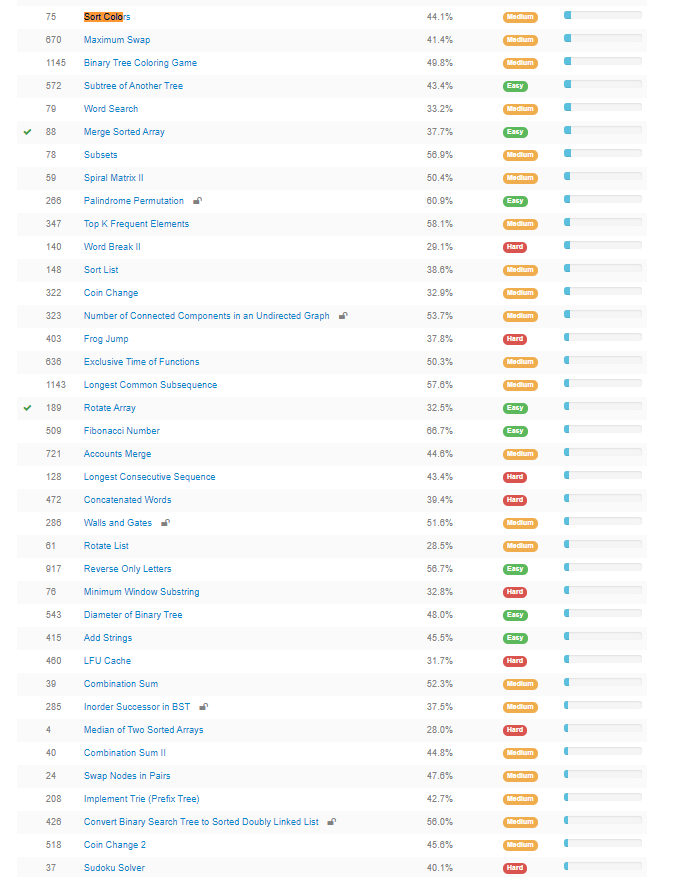 75 Sort Colors 44.1% Medium
670 Maximum Swap 41.4% Medium
1145 Binary Tree Coloring Game 49.8% Medium
572 Subtree of Another Tree 43.4% Easy
79 Word Search 33.2% Medium
88 Merge Sorted Array 37.7% Easy
78 Subsets 56.9% Medium
59 Spiral Matrix II 50.4% Medium
266 Palindrome Permutation 60.9% Easy
347 Top K Frequent Elements 58.1% Medium
140 Word Break II 29.1% Hard
148 Sort List 38.6% Medium
322 Coin Change 32.9% Medium
323 Number of Connected Components in an Undirected Graph 53.7% Medium
403 Frog Jump 37.8% Hard
636 Exclusive Time of Functions 50.3% Medium
1143 Longest Common Subsequence 57.6% Medium
189 Rotate Array 32.5% Easy
509 Fibonacci Number 66.7% Easy
721 Accounts Merge 44.6% Medium
128 Longest Consecutive Sequence 43.4% Hard
472 Concatenated Words 39.4% Hard
286 Walls and Gates 51.6% Medium
61 Rotate List 28.5% Medium
917 Reverse Only Letters 56.7% Easy
76 Minimum Window Substring 32.8% Hard
543 Diameter of Binary Tree 48.0% Easy
415 Add Strings 45.5% Easy
460 LFU Cache 31.7% Hard
39 Combination Sum 52.3% Medium
285 Inorder Successor in BST 37.5% Medium
4 Median of Two Sorted Arrays 28.0% Hard
40 Combination Sum II 44.8% Medium
24 Swap Nodes in Pairs 47.6% Medium
208 Implement Trie (Prefix Tree) 42.7% Medium
426 Convert Binary Search Tree to Sorted Doubly Linked List 56.0% Medium
518 Coin Change 2 45.6% Medium
37 Sudoku Solver 40.1% Hard